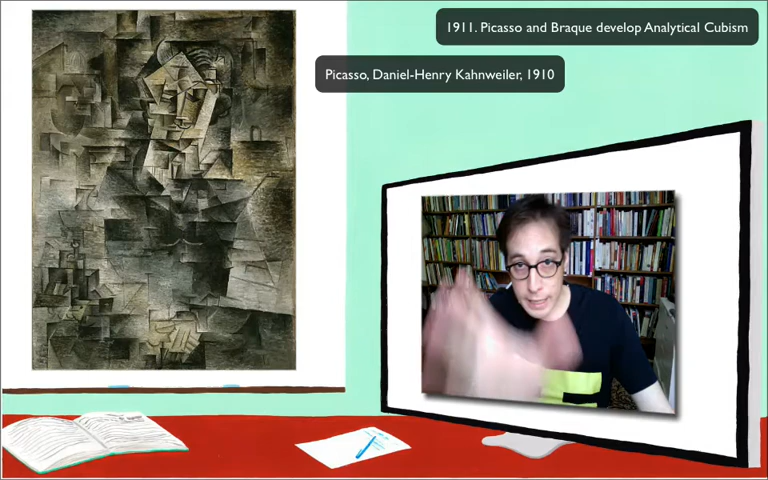 1911. Picasso and Braque develop Analytical Cubism
Picasso, Daniel-Henry Kahnweiler, 1910